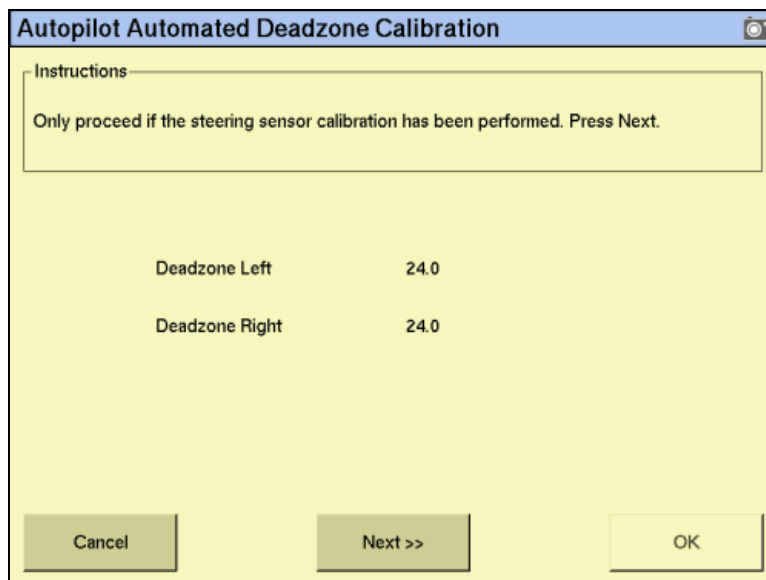 Autopilot Automated Deadzone Calibration
Instructions
Only proceed if the steering sensor calibration has been performed. Press Next.
Deadzone Left 24.0
Deadzone Right 24.0
Cancel Next >> OK